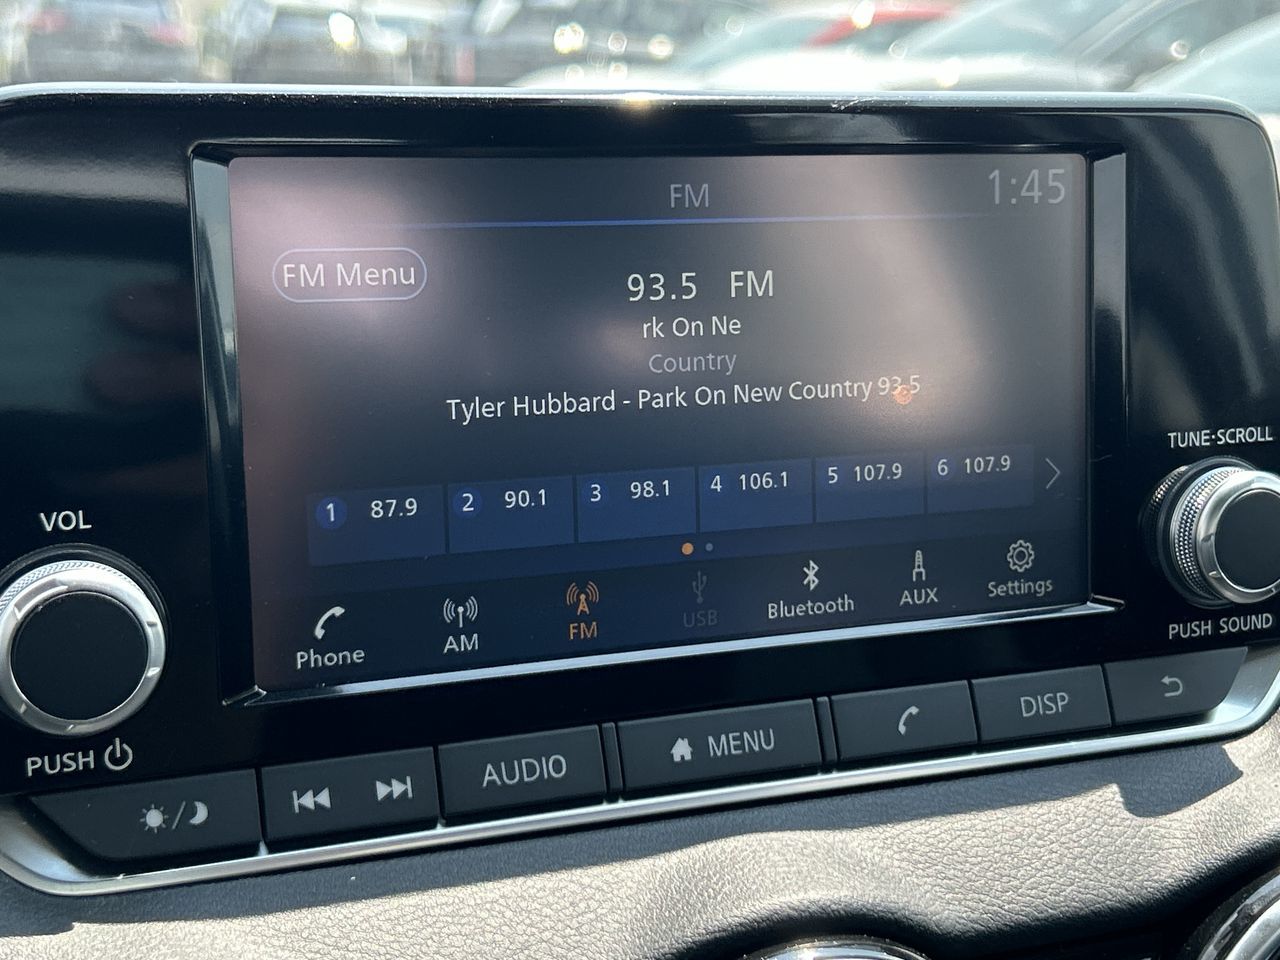 FM
1:45
FM Menu
93.5 FM
rk On Ne
Country
Tyler Hubbard - Park On New Country 93.5
1 87.9
2 90.1
3 98.1
4 106.1
5 107.9
6 107.9
Phone
AM
FM
USB
Bluetooth
AUX
Settings
VOL
PUSH
TUNE·SCROLL
PUSH SOUND
AUDIO
MENU
DISP